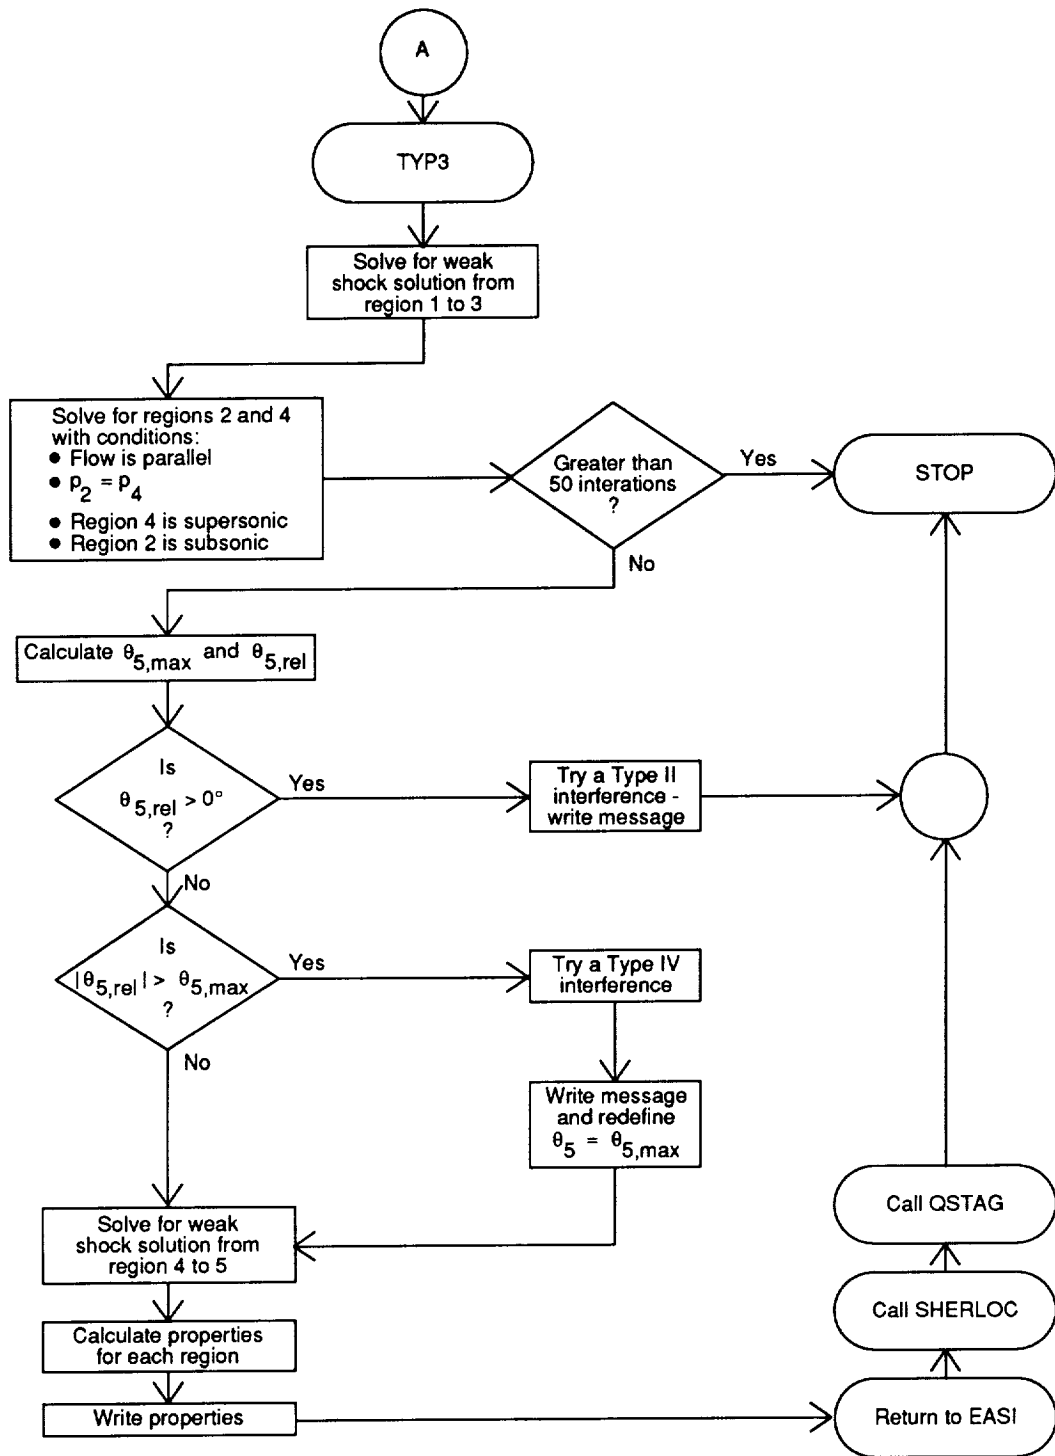 A
TYP3
Solve for weak
shock solution from
region 1 to 3
Solve for regions 2 and 4
with conditions:
● Flow is parallel
● p2 = p4
● Region 4 is supersonic
● Region 2 is subsonic
Greater than
50 interations
?
Yes
STOP
No
Calculate θ5,max and θ5,rel
Is
θ5,rel > 0°
?
Yes
Try a Type II
interference -
write message
No
Is
|θ5,rel| > θ5,max
?
Yes
Try a Type IV
interference
No
Write message
and redefine
θ5 = θ5,max
Solve for weak
shock solution from
region 4 to 5
Calculate properties
for each region
Write properties
Call QSTAG
Call SHERLOC
Return to EASI